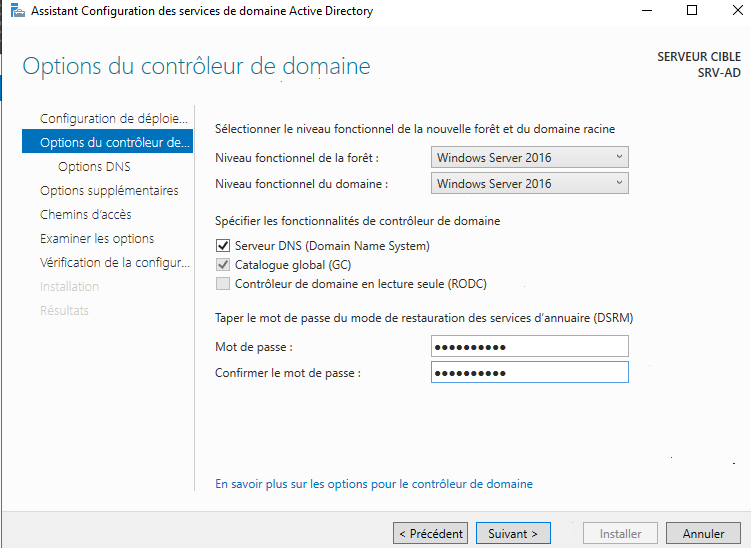 Assistant Configuration des services de domaine Active Directory
Options du contrôleur de domaine
SERVEUR CIBLE
SRV-AD
Configuration de déploie...
Options du contrôleur de...
Options DNS
Options supplémentaires
Chemins d'accès
Examiner les options
Vérification de la configur...
Installation
Résultats
Sélectionner le niveau fonctionnel de la nouvelle forêt et du domaine racine
Niveau fonctionnel de la forêt : Windows Server 2016
Niveau fonctionnel du domaine : Windows Server 2016
Spécifier les fonctionnalités de contrôleur de domaine
Serveur DNS (Domain Name System)
Catalogue global (GC)
Contrôleur de domaine en lecture seule (RODC)
Taper le mot de passe du mode de restauration des services d'annuaire (DSRM)
Mot de passe : ●●●●●●●●●●
Confirmer le mot de passe : ●●●●●●●●●●
En savoir plus sur les options pour le contrôleur de domaine
< Précédent Suivant > Installer Annuler